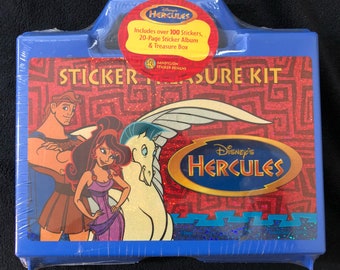 Disney's
HERCULES
Includes over 100 Stickers,
20-Page Sticker Album
& Treasure Box
STICKER TREASURE KIT
Disney's
HERCULES